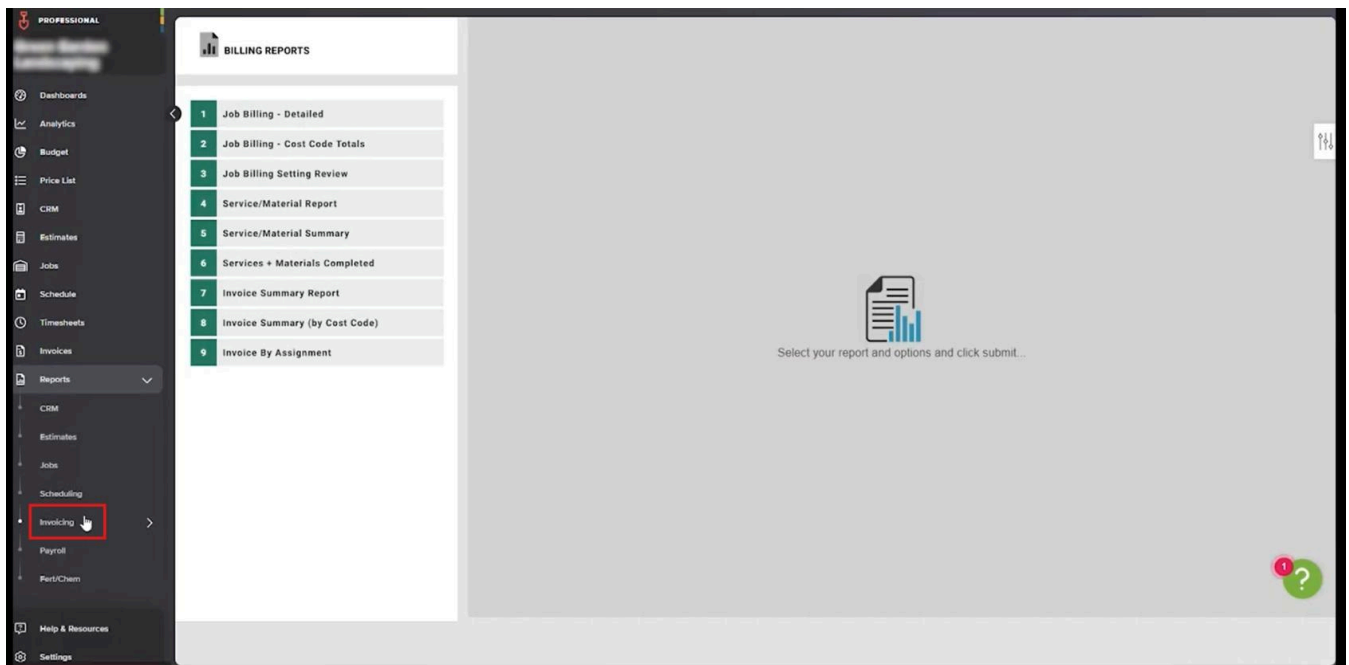 PROFESSIONAL
Dashboards
Analytics
Budget
Price List
CRM
Estimates
Jobs
Schedule
Timesheets
Invoices
Reports
CRM
Estimates
Jobs
Scheduling
Invoicing
Payroll
Fert/Chem
Help & Resources
Settings
BILLING REPORTS
1 Job Billing - Detailed
2 Job Billing - Cost Code Totals
3 Job Billing Setting Review
4 Service/Material Report
5 Service/Material Summary
6 Services + Materials Completed
7 Invoice Summary Report
8 Invoice Summary (by Cost Code)
9 Invoice By Assignment
Select your report and options and click submit...
1
?